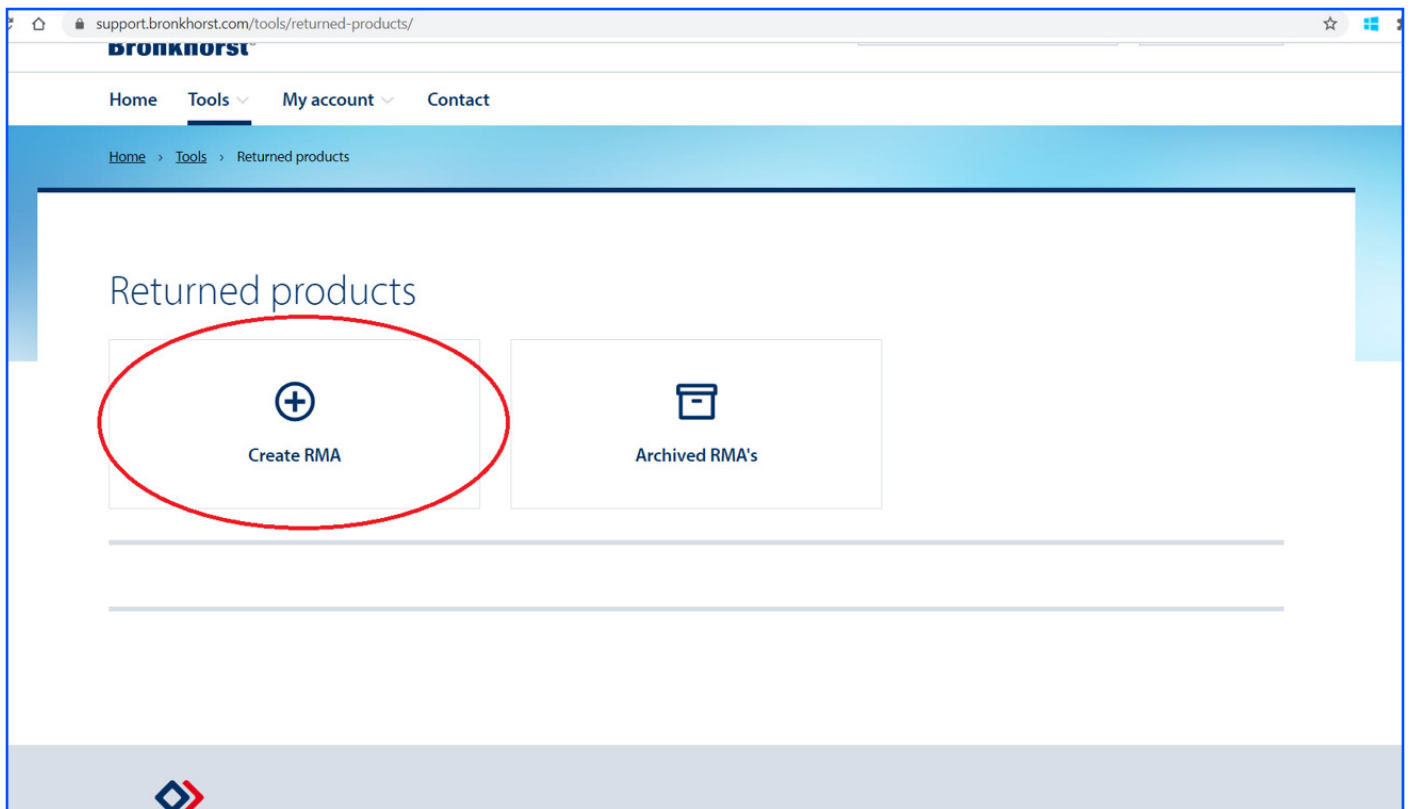 support.bronkhorst.com/tools/returned-products/
Bronkhorst®
Home Tools My account Contact
Home › Tools › Returned products
Returned products
Create RMA
Archived RMA's